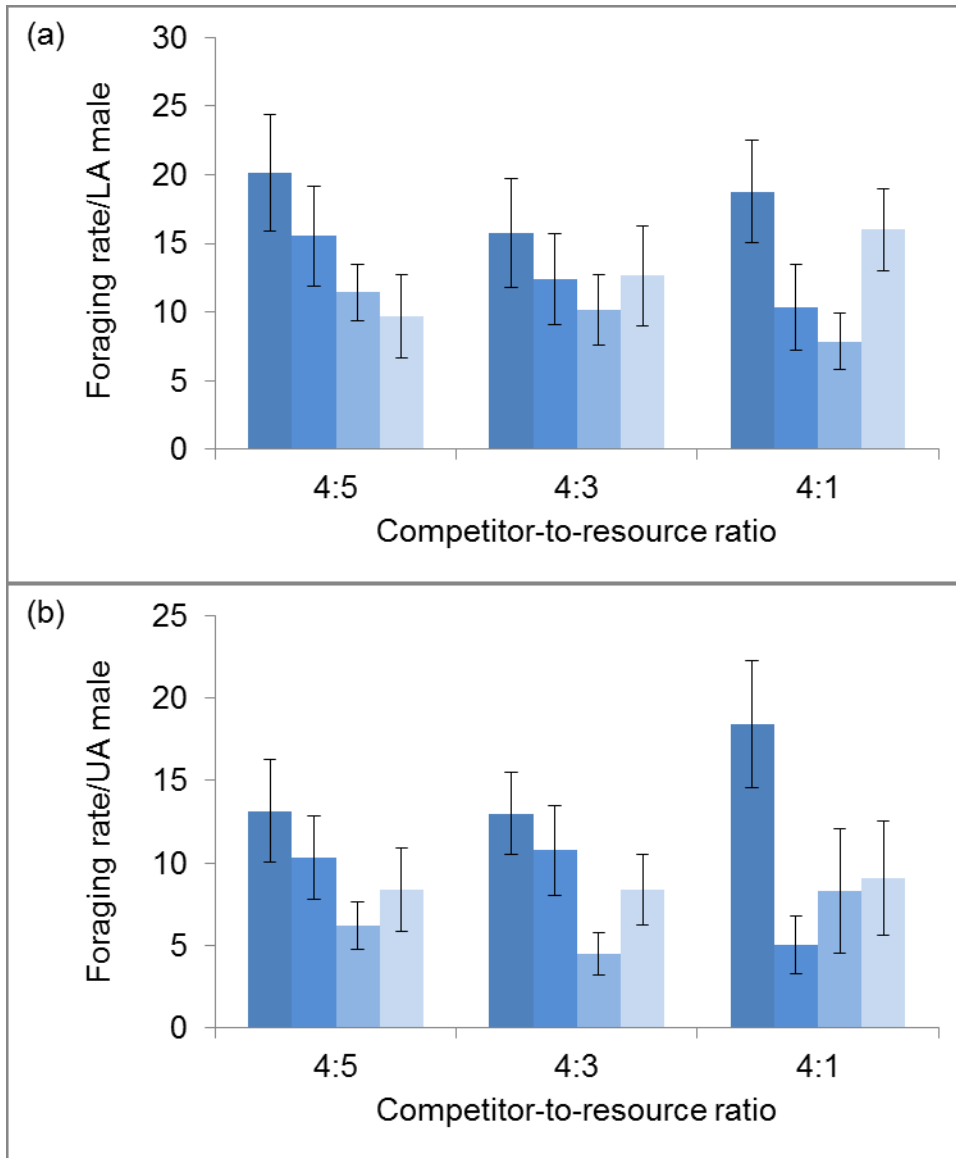 (a)
Foraging rate/LA male
30
25
20
15
10
5
0
4:5 4:3 4:1
Competitor-to-resource ratio
(b)
Foraging rate/UA male
25
20
15
10
5
0
4:5 4:3 4:1
Competitor-to-resource ratio